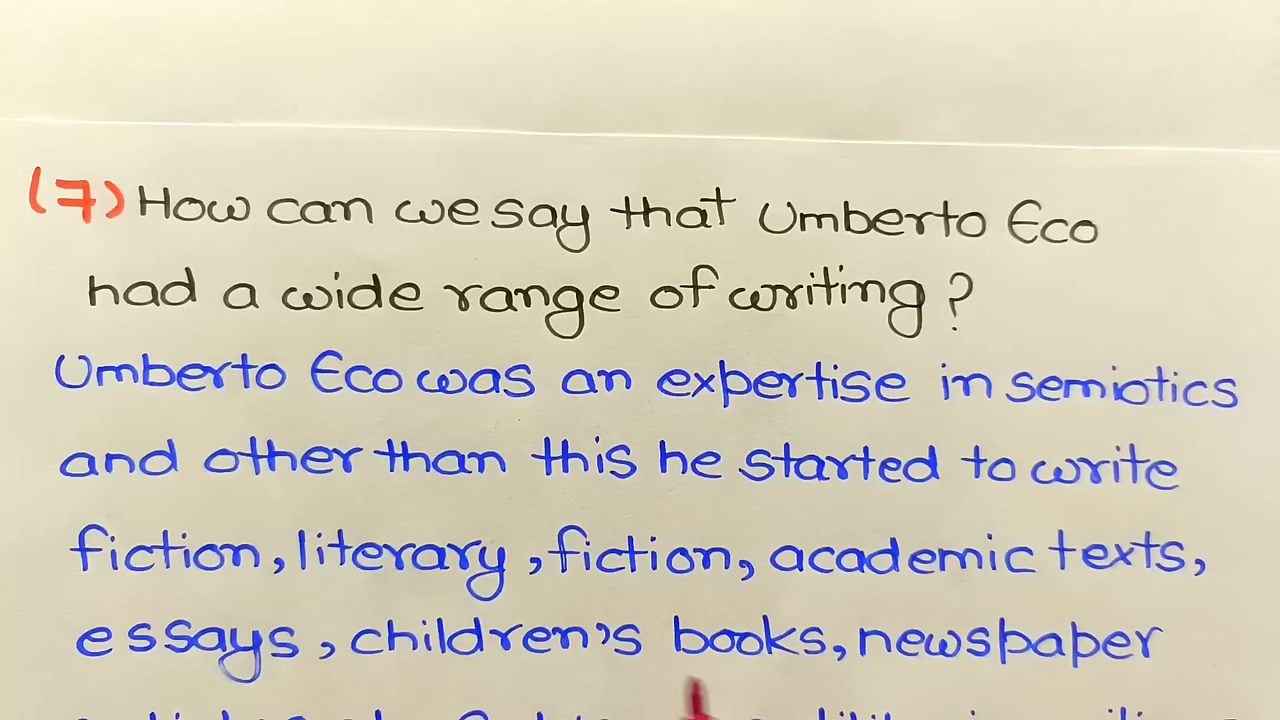 (7) How can we say that Umberto Eco
had a wide range of writing?
Umberto Eco was an expertise in semiotics
and other than this he started to write
fiction, literary, fiction, academic texts,
essays, children's books, newspaper